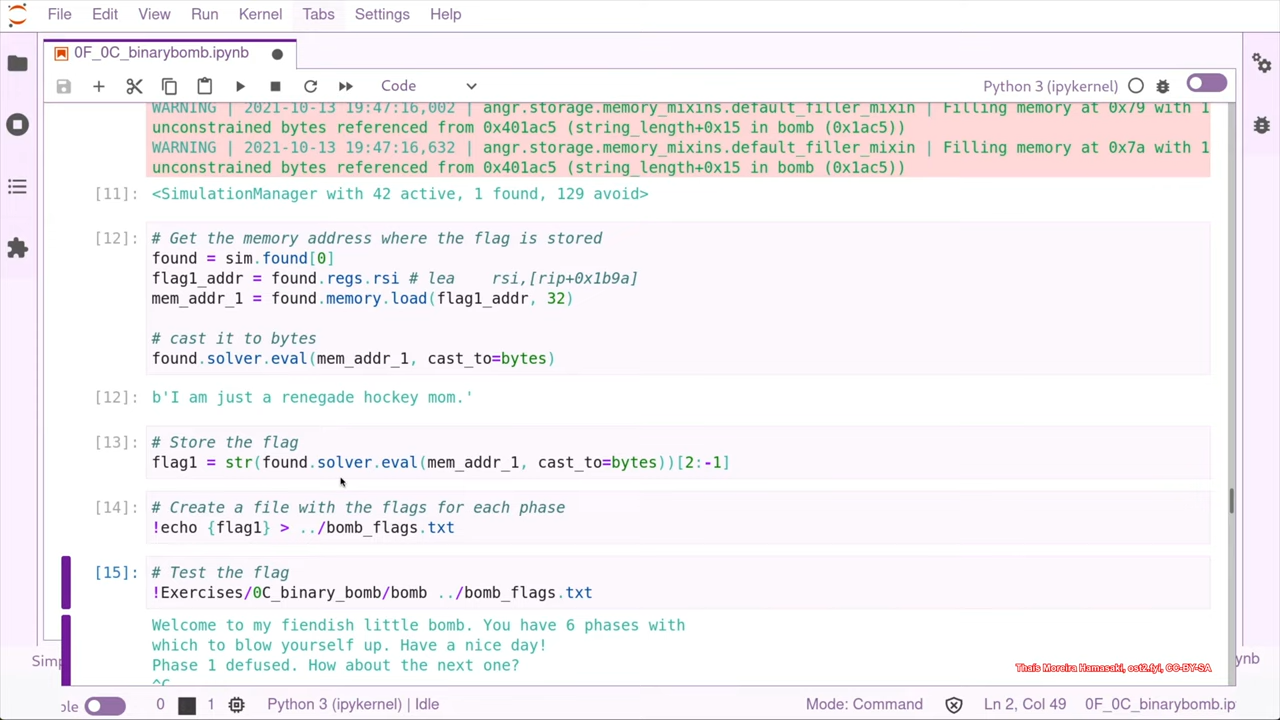 File Edit View Run Kernel Tabs Settings Help
0F_0C_binarybomb.ipynb
Code Python 3 (ipykernel)
WARNING | 2021-10-13 19:47:16,002 | angr.storage.memory_mixins.default_filler_mixin | Filling memory at 0x79 with 1
unconstrained bytes referenced from 0x401ac5 (string_length+0x15 in bomb (0x1ac5))
WARNING | 2021-10-13 19:47:16,632 | angr.storage.memory_mixins.default_filler_mixin | Filling memory at 0x7a with 1
unconstrained bytes referenced from 0x401ac5 (string_length+0x15 in bomb (0x1ac5))
[11]: <SimulationManager with 42 active, 1 found, 129 avoid>
[12]: # Get the memory address where the flag is stored
found = sim.found[0]
flag1_addr = found.regs.rsi # lea    rsi,[rip+0x1b9a]
mem_addr_1 = found.memory.load(flag1_addr, 32)
# cast it to bytes
found.solver.eval(mem_addr_1, cast_to=bytes)
[12]: b'I am just a renegade hockey mom.'
[13]: # Store the flag
flag1 = str(found.solver.eval(mem_addr_1, cast_to=bytes))[2:-1]
[14]: # Create a file with the flags for each phase
!echo {flag1} > ../bomb_flags.txt
[15]: # Test the flag
!Exercises/0C_binary_bomb/bomb ../bomb_flags.txt
Welcome to my fiendish little bomb. You have 6 phases with
which to blow yourself up. Have a nice day!
Phase 1 defused. How about the next one?
^C
Thais Moreira Hamasaki, ost2.fyi, CC-BY-SA
0 1 Python 3 (ipykernel) | Idle Mode: Command Ln 2, Col 49 0F_0C_binarybomb.ip